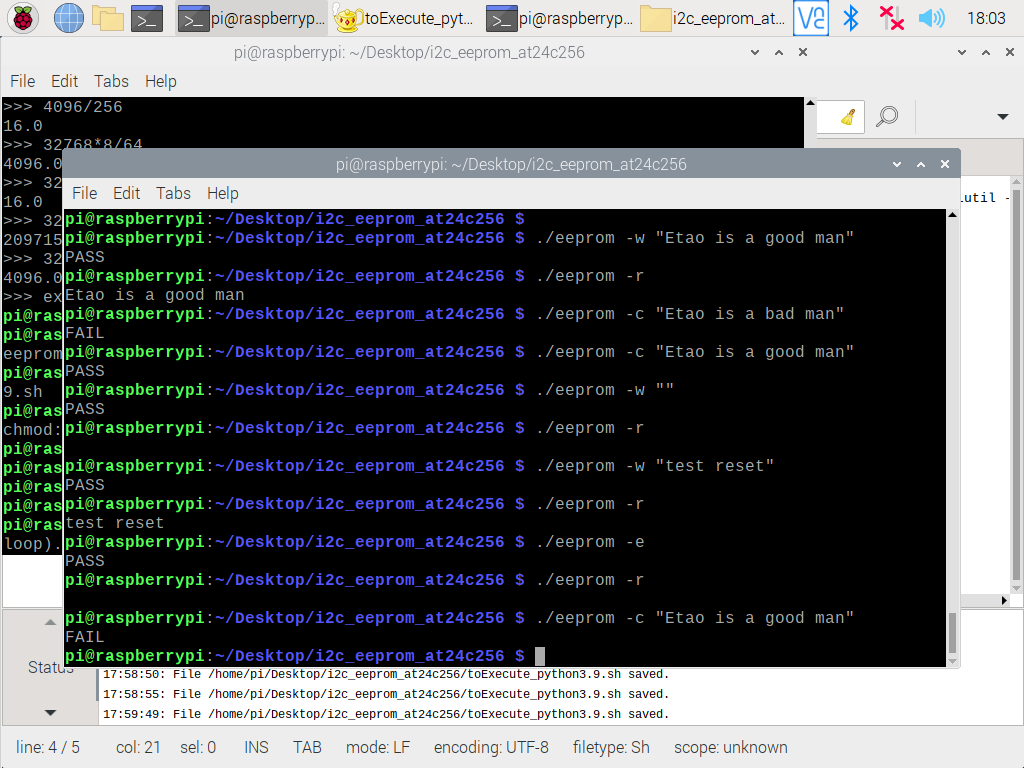 pi@raspberryp...
toExecute_pyt...
pi@raspberryp...
i2c_eeprom_at...
18:03
pi@raspberrypi: ~/Desktop/i2c_eeprom_at24c256
File Edit Tabs Help
>>> 4096/256
16.0
>>> 32768*8/64
4096.0
>>> 32
16.0
>>> 32
209715
>>> 32
4096.0
>>> ex
pi@ras
pi@ras
eeprom
pi@ras
9.sh
pi@ras
chmod:
pi@ras
pi@ras
pi@ras
pi@ras
pi@ras
loop).
pi@raspberrypi: ~/Desktop/i2c_eeprom_at24c256
File Edit Tabs Help
pi@raspberrypi:~/Desktop/i2c_eeprom_at24c256 $
pi@raspberrypi:~/Desktop/i2c_eeprom_at24c256 $ ./eeprom -w "Etao is a good man"
PASS
pi@raspberrypi:~/Desktop/i2c_eeprom_at24c256 $ ./eeprom -r
Etao is a good man
pi@raspberrypi:~/Desktop/i2c_eeprom_at24c256 $ ./eeprom -c "Etao is a bad man"
FAIL
pi@raspberrypi:~/Desktop/i2c_eeprom_at24c256 $ ./eeprom -c "Etao is a good man"
PASS
pi@raspberrypi:~/Desktop/i2c_eeprom_at24c256 $ ./eeprom -w ""
PASS
pi@raspberrypi:~/Desktop/i2c_eeprom_at24c256 $ ./eeprom -r
pi@raspberrypi:~/Desktop/i2c_eeprom_at24c256 $ ./eeprom -w "test reset"
PASS
pi@raspberrypi:~/Desktop/i2c_eeprom_at24c256 $ ./eeprom -r
test reset
pi@raspberrypi:~/Desktop/i2c_eeprom_at24c256 $ ./eeprom -e
PASS
pi@raspberrypi:~/Desktop/i2c_eeprom_at24c256 $ ./eeprom -r
pi@raspberrypi:~/Desktop/i2c_eeprom_at24c256 $ ./eeprom -c "Etao is a good man"
FAIL
pi@raspberrypi:~/Desktop/i2c_eeprom_at24c256 $
Status
17:58:50: File /home/pi/Desktop/i2c_eeprom_at24c256/toExecute_python3.9.sh saved.
17:58:55: File /home/pi/Desktop/i2c_eeprom_at24c256/toExecute_python3.9.sh saved.
17:59:49: File /home/pi/Desktop/i2c_eeprom_at24c256/toExecute_python3.9.sh saved.
line: 4 / 5 col: 21 sel: 0 INS TAB mode: LF encoding: UTF-8 filetype: Sh scope: unknown